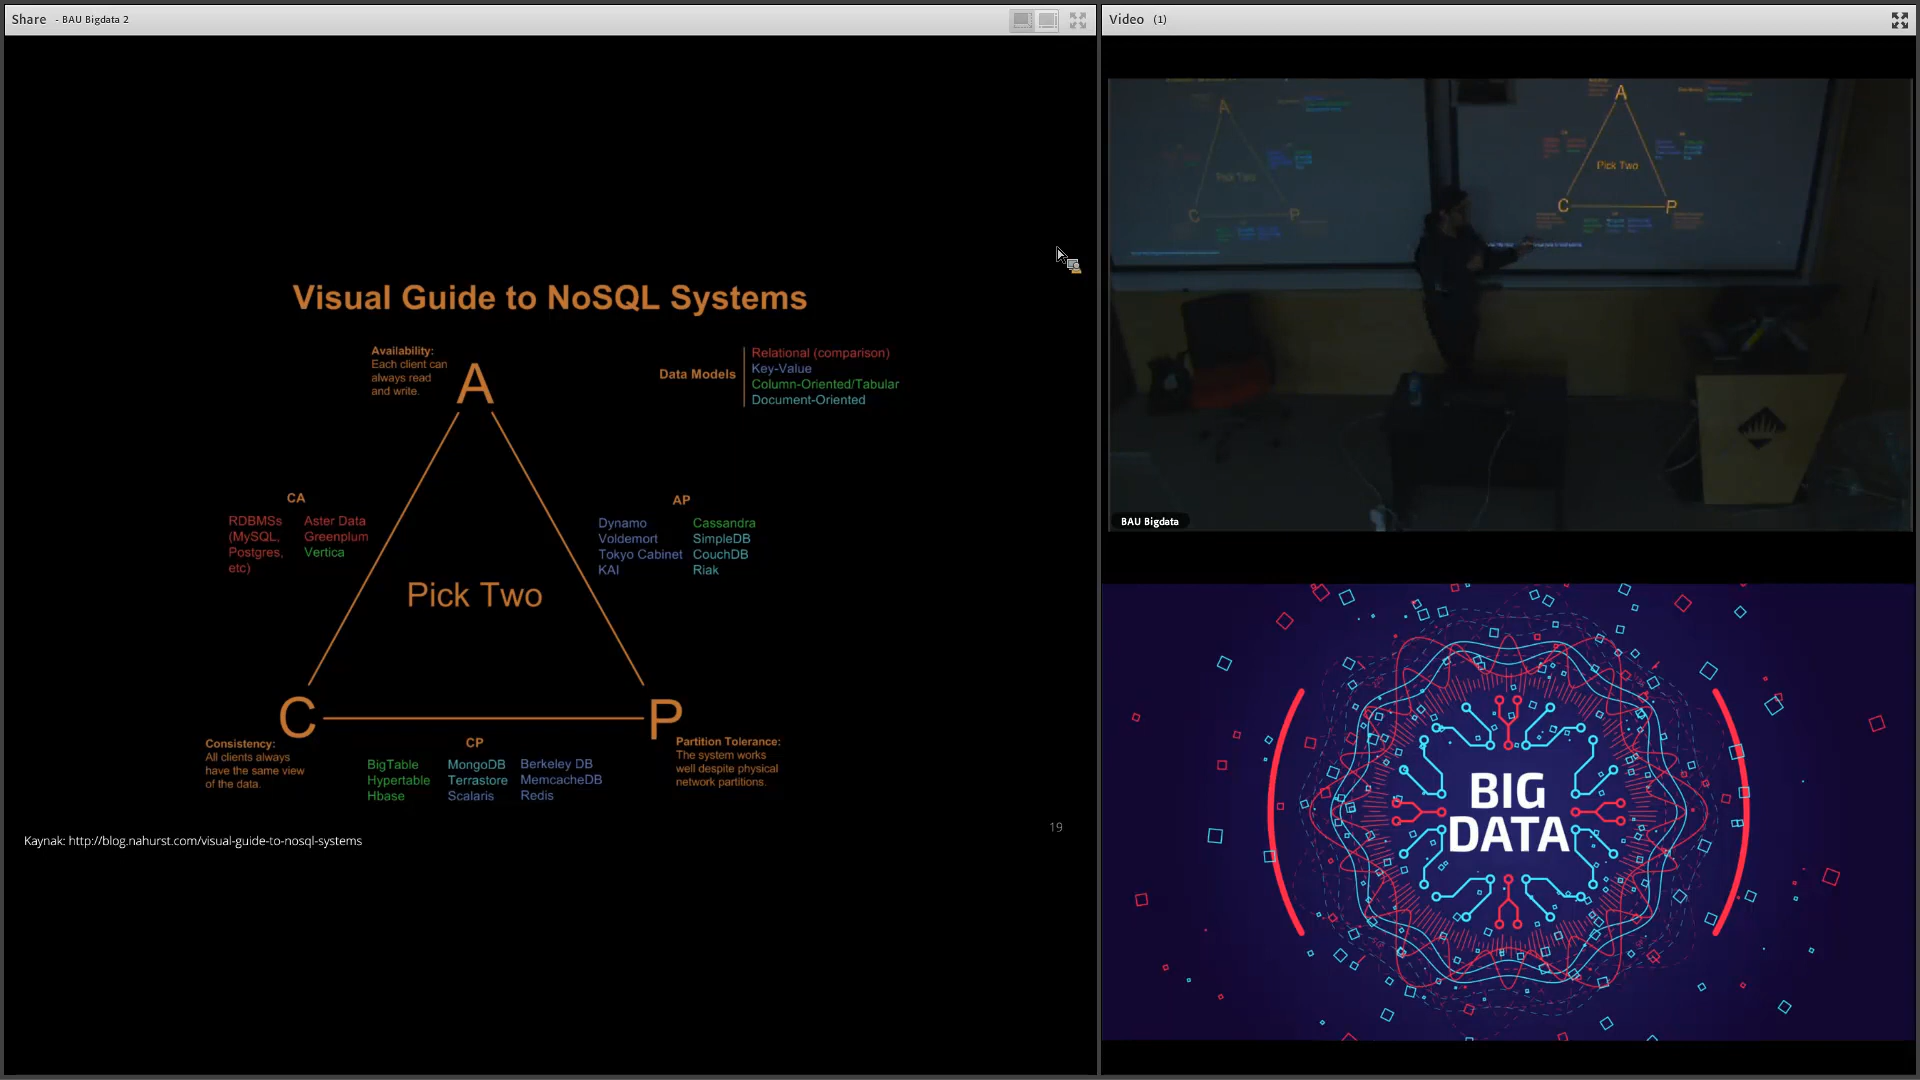 Share - BAU Bigdata 2
Visual Guide to NoSQL Systems
Availability:
Each client can
always read
and write.
A
Data Models
Relational (comparison)
Key-Value
Column-Oriented/Tabular
Document-Oriented
CA
RDBMSs
(MySQL,
Postgres,
etc)
Aster Data
Greenplum
Vertica
AP
Dynamo
Voldemort
Tokyo Cabinet
KAI
Cassandra
SimpleDB
CouchDB
Riak
Pick Two
C
P
Consistency:
All clients always
have the same view
of the data.
CP
BigTable
Hypertable
Hbase
MongoDB
Terrastore
Scalaris
Berkeley DB
MemcacheDB
Redis
Partition Tolerance:
The system works
well despite physical
network partitions.
19
Kaynak: http://blog.nahurst.com/visual-guide-to-nosql-systems
Video (1)
A
Pick Two
C P
A
Pick Two
C P
BAU Bigdata
BIG
DATA